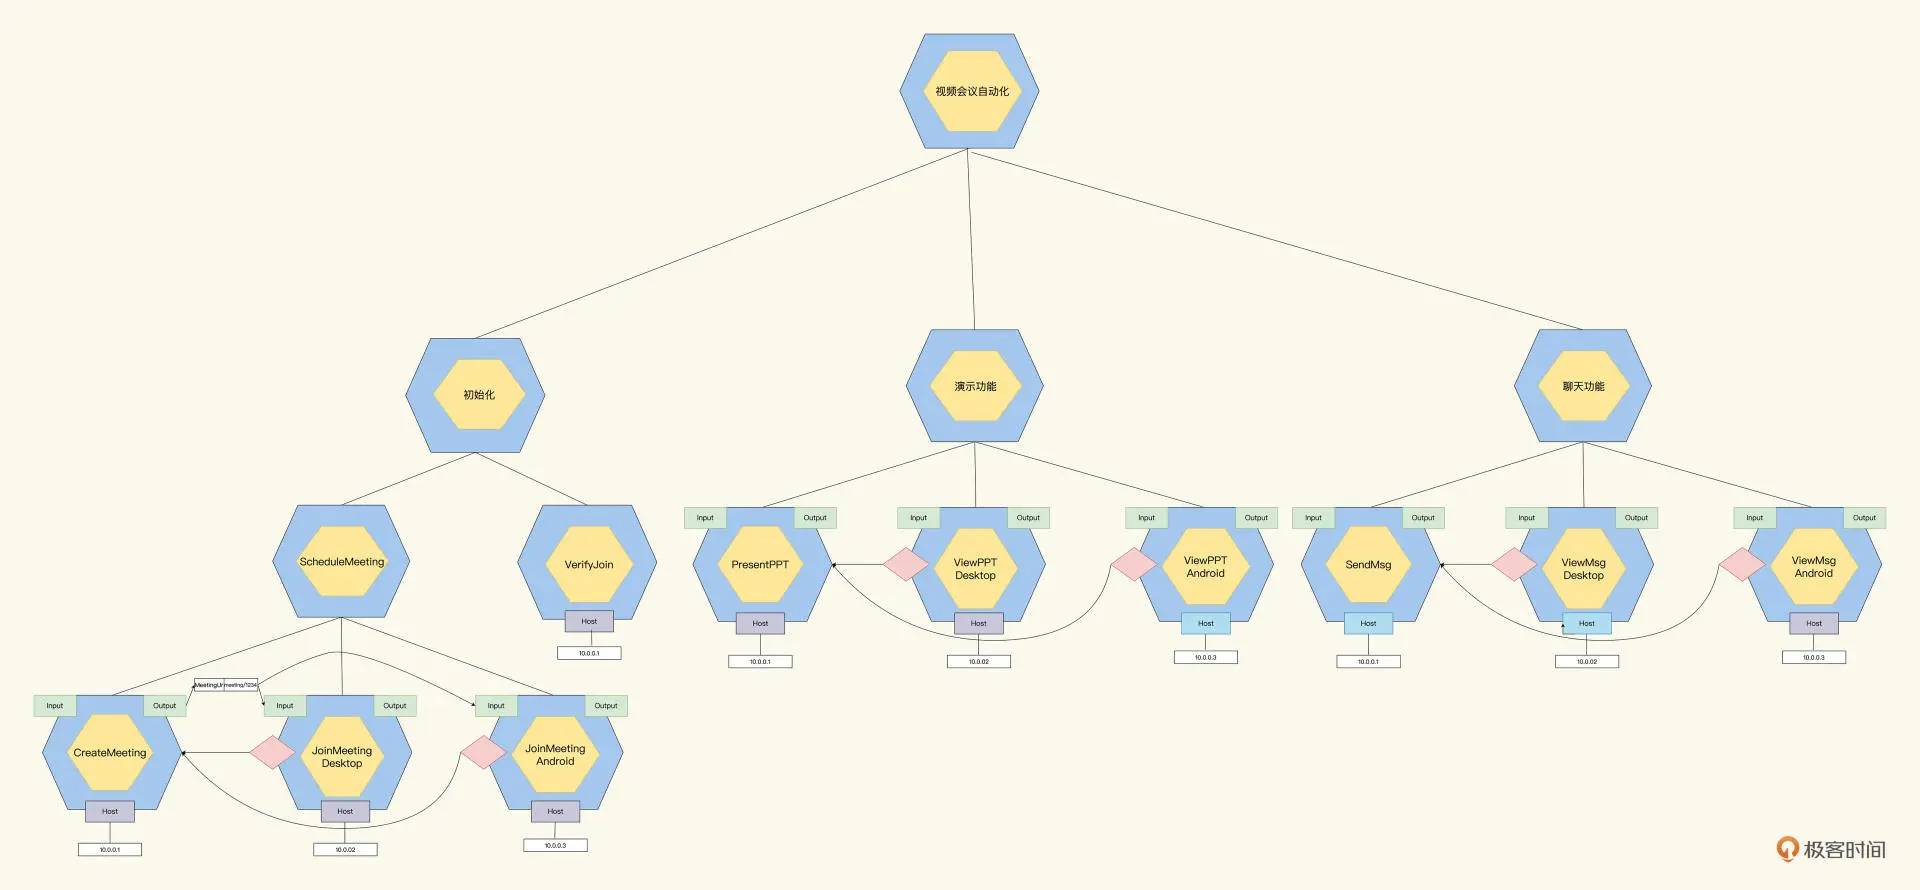 视频会议自动化
初始化
演示功能
聊天功能
ScheduleMeeting
VerifyJoin
Host
10.0.0.1
Input
Output
PresentPPT
Host
10.0.0.1
Input
Output
ViewPPT
Desktop
Host
10.0.02
Input
Output
ViewPPT
Android
Host
10.0.0.3
Input
Output
SendMsg
Host
10.0.0.1
Input
Output
ViewMsg
Desktop
Host
10.0.02
Input
Output
ViewMsg
Android
Host
10.0.0.3
Input
Output
CreateMeeting
Host
10.0.0.1
MeetingUr
meeting/1234
Input
Output
JoinMeeting
Desktop
Host
10.0.02
Input
Output
JoinMeeting
Android
Host
10.0.0.3
极客时间